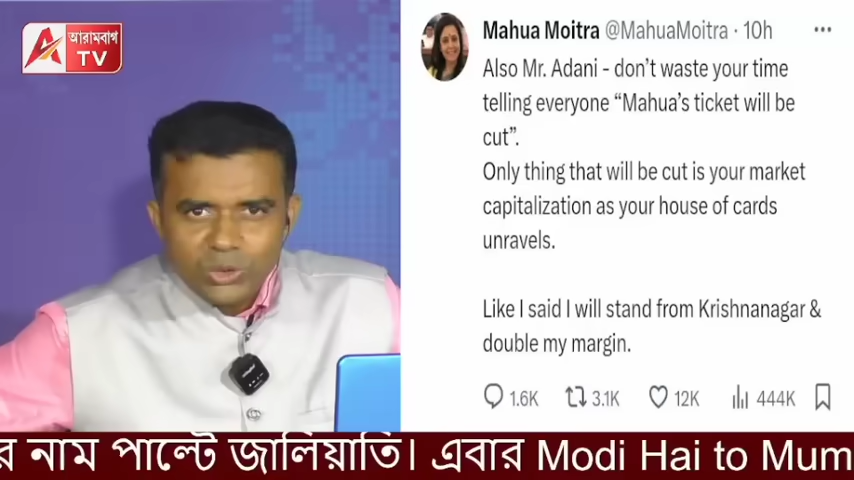 আরামবাগ
TV
Mahua Moitra @MahuaMoitra · 10h
Also Mr. Adani - don't waste your time
telling everyone “Mahua's ticket will be
cut”.
Only thing that will be cut is your market
capitalization as your house of cards
unravels.
Like I said I will stand from Krishnanagar &
double my margin.
1.6K 3.1K 12K 444K
র নাম পাল্টে জালিয়াতি। এবার Modi Hai to Mum